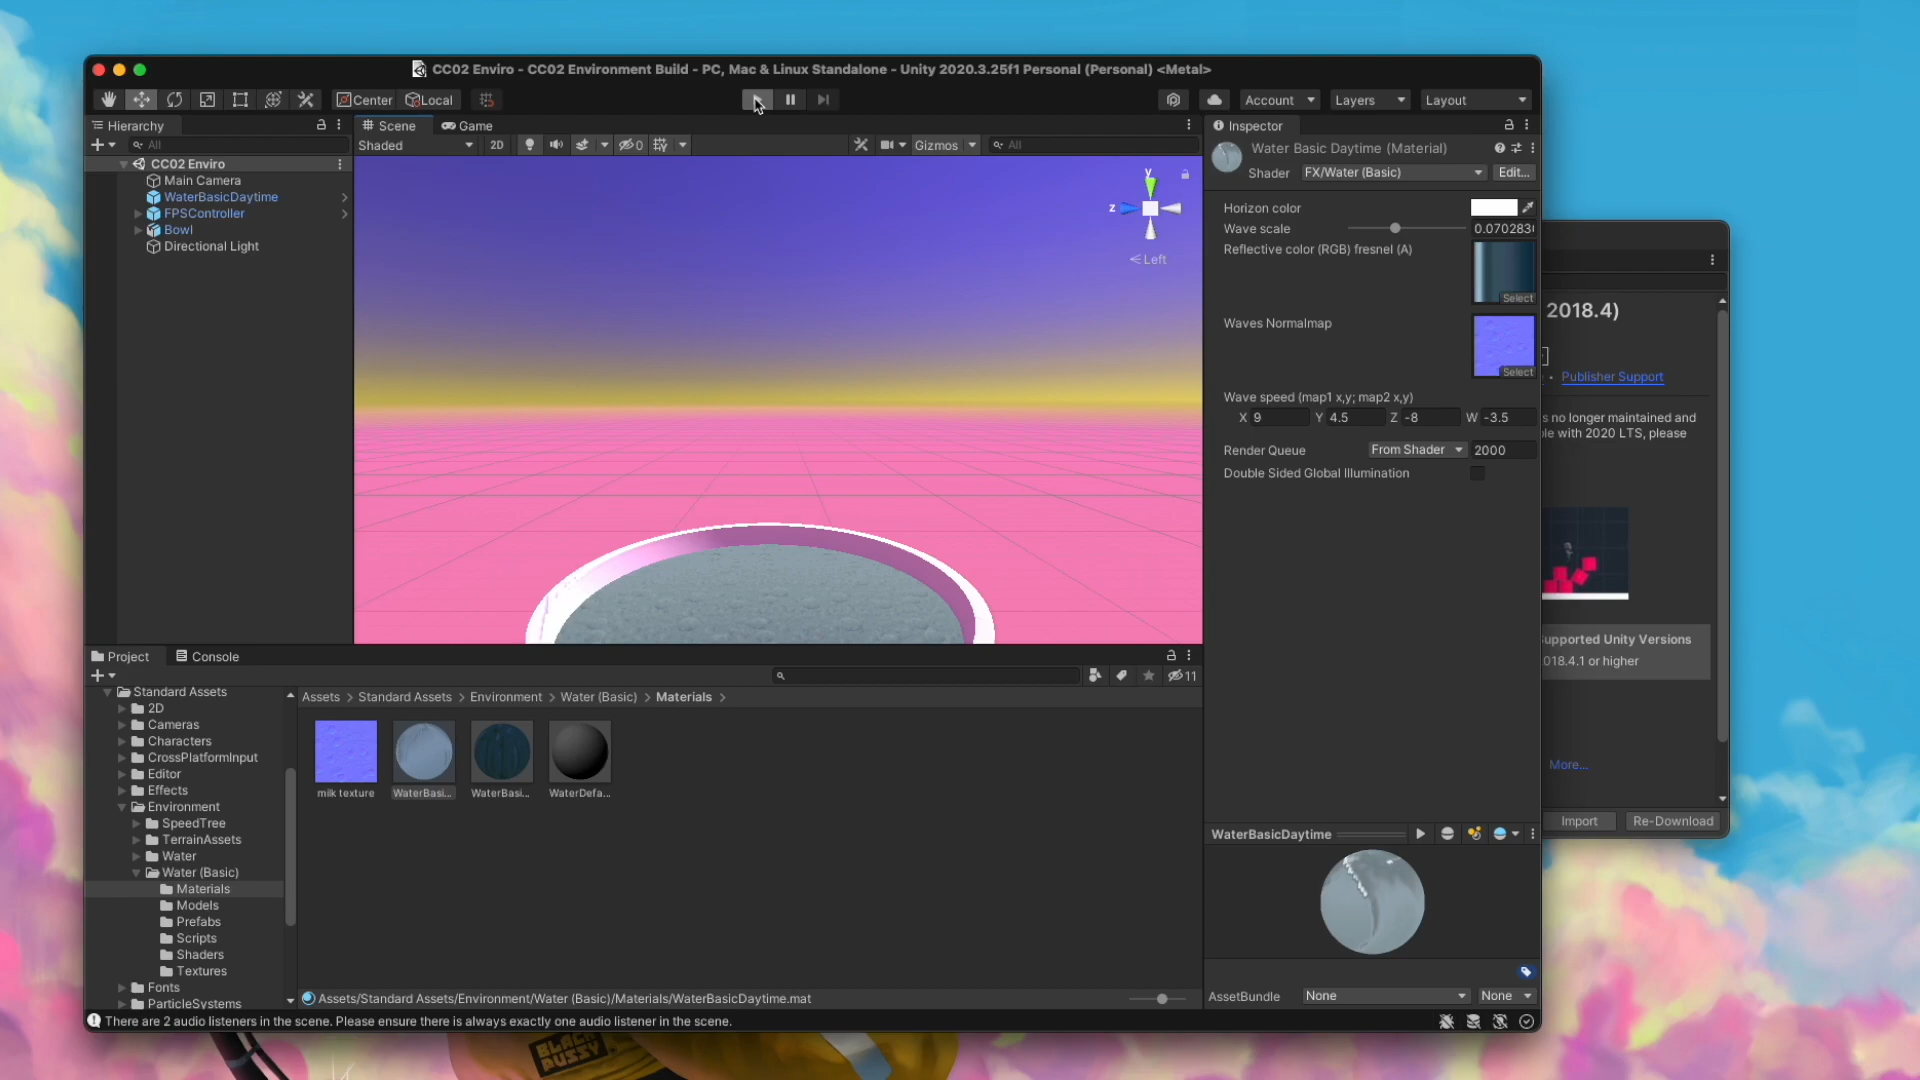 CC02 Enviro - CC02 Environment Build - PC, Mac & Linux Standalone - Unity 2020.3.25f1 Personal (Personal) <Metal>
Center Local Account Layers Layout
Hierarchy
All
CC02 Enviro
Main Camera
WaterBasicDaytime
FPSController
Bowl
Directional Light
Scene Game
Shaded 2D 0 Gizmos All
y
z
Left
Inspector
Water Basic Daytime (Material)
Shader FX/Water (Basic) Edit...
Horizon color
Wave scale 0.070283
Reflective color (RGB) fresnel (A)
Select
Waves Normalmap
Select
Wave speed (map1 x,y; map2 x,y)
X 9 Y 4.5 Z -8 W -3.5
Render Queue From Shader 2000
Double Sided Global Illumination
WaterBasicDaytime
AssetBundle None None
Project Console
11
Standard Assets
2D
Cameras
Characters
CrossPlatformInput
Editor
Effects
Environment
SpeedTree
TerrainAssets
Water
Water (Basic)
Materials
Models
Prefabs
Scripts
Shaders
Textures
Fonts
ParticleSystems
Assets > Standard Assets > Environment > Water (Basic) > Materials >
milk texture WaterBasi... WaterBasi... WaterDefa...
Assets/Standard Assets/Environment/Water (Basic)/Materials/WaterBasicDaytime.mat
There are 2 audio listeners in the scene. Please ensure there is always exactly one audio listener in the scene.
2018.4)
Publisher Support
s no longer maintained and
le with 2020 LTS, please
upported Unity Versions
018.4.1 or higher
More...
Import Re-Download
BLACK
PUSSY